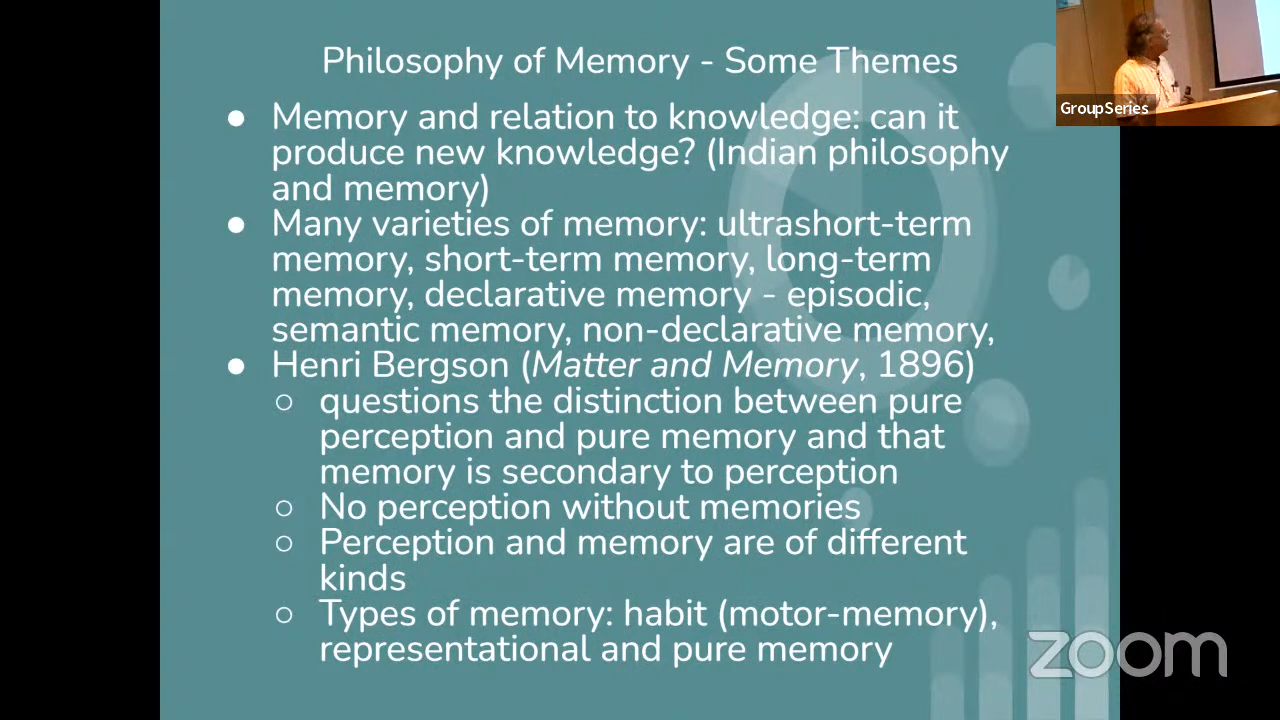 Philosophy of Memory - Some Themes
● Memory and relation to knowledge: can it
produce new knowledge? (Indian philosophy
and memory)
● Many varieties of memory: ultrashort-term
memory, short-term memory, long-term
memory, declarative memory - episodic,
semantic memory, non-declarative memory,
● Henri Bergson (Matter and Memory, 1896)
○ questions the distinction between pure
perception and pure memory and that
memory is secondary to perception
○ No perception without memories
○ Perception and memory are of different
kinds
○ Types of memory: habit (motor-memory),
representational and pure memory
GroupSeries
zoom